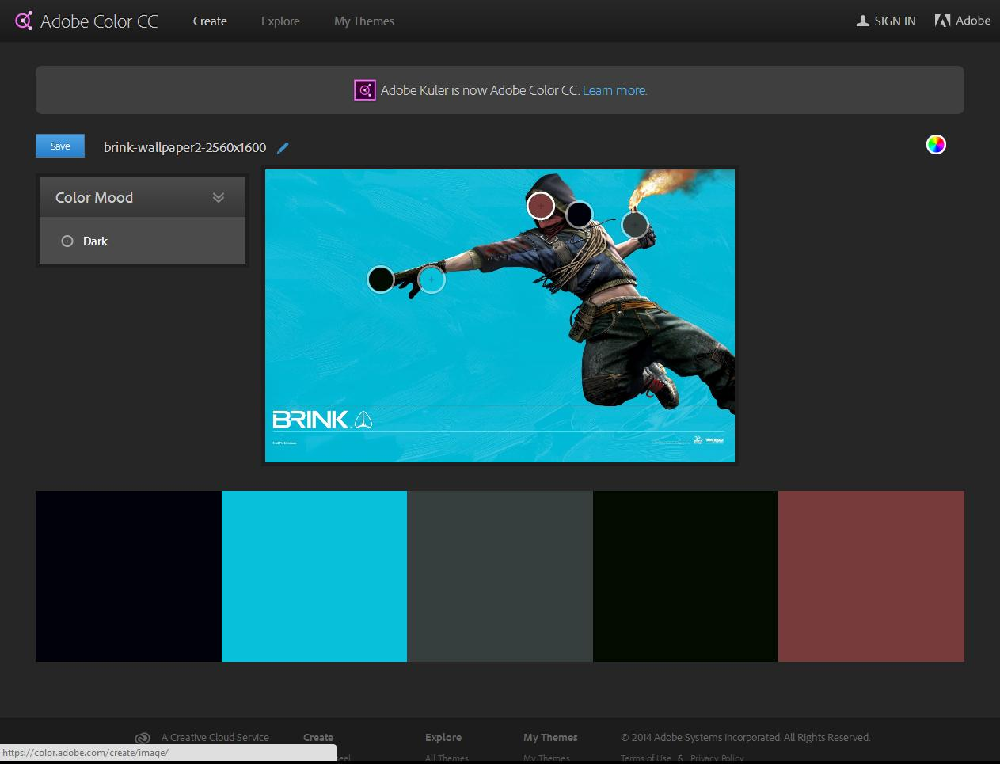 Adobe Color CC
Create
Explore
My Themes
SIGN IN
Adobe
Adobe Kuler is now Adobe Color CC. Learn more.
Save
brink-wallpaper2-2560x1600
Color Mood
Dark
BRINK
A Creative Cloud Service
Create
Explore
My Themes
© 2014 Adobe Systems Incorporated. All Rights Reserved.
https://color.adobe.com/create/image/
All Themes
My Themes
Terms of Use & Privacy Policy